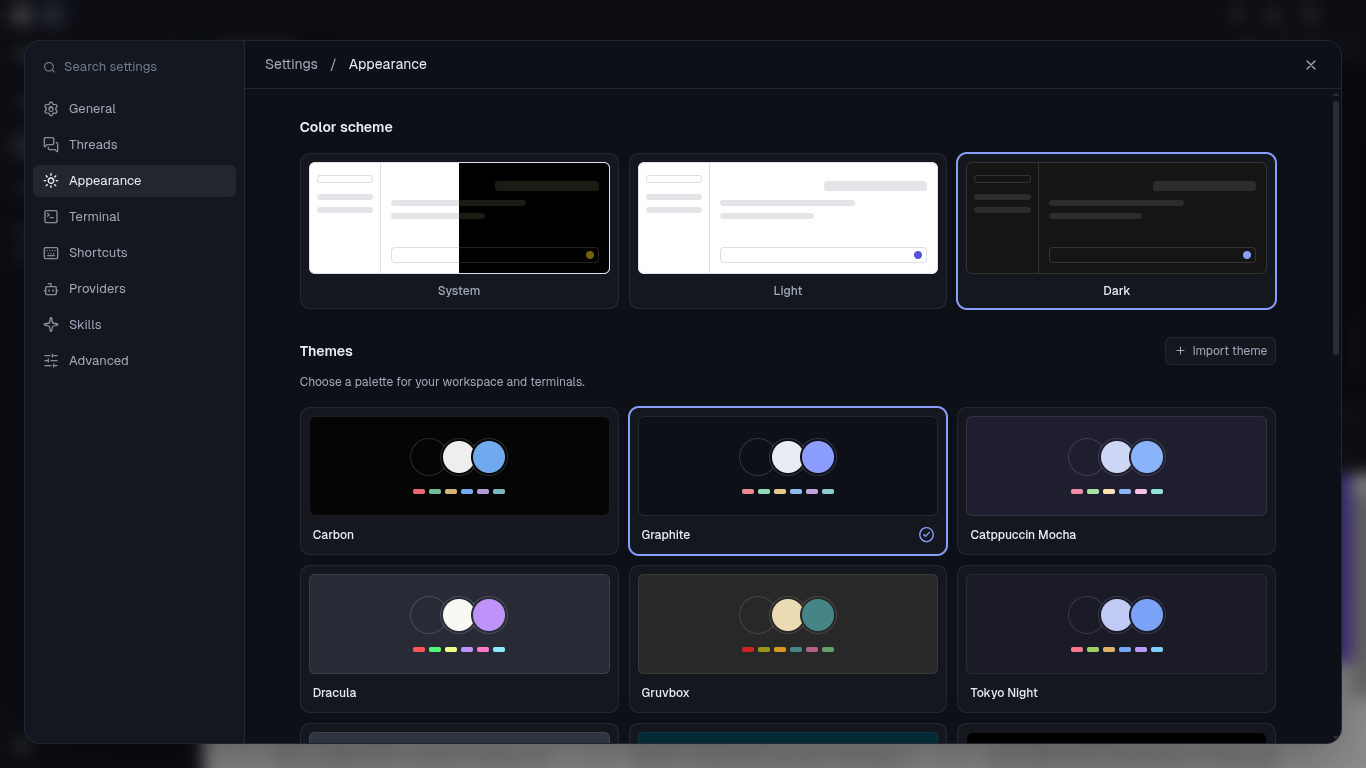 Search settings
General
Threads
Appearance
Terminal
Shortcuts
Providers
Skills
Advanced
Settings / Appearance
Color scheme
System
Light
Dark
Themes
Import theme
Choose a palette for your workspace and terminals.
Carbon
Graphite
Catppuccin Mocha
Dracula
Gruvbox
Tokyo Night